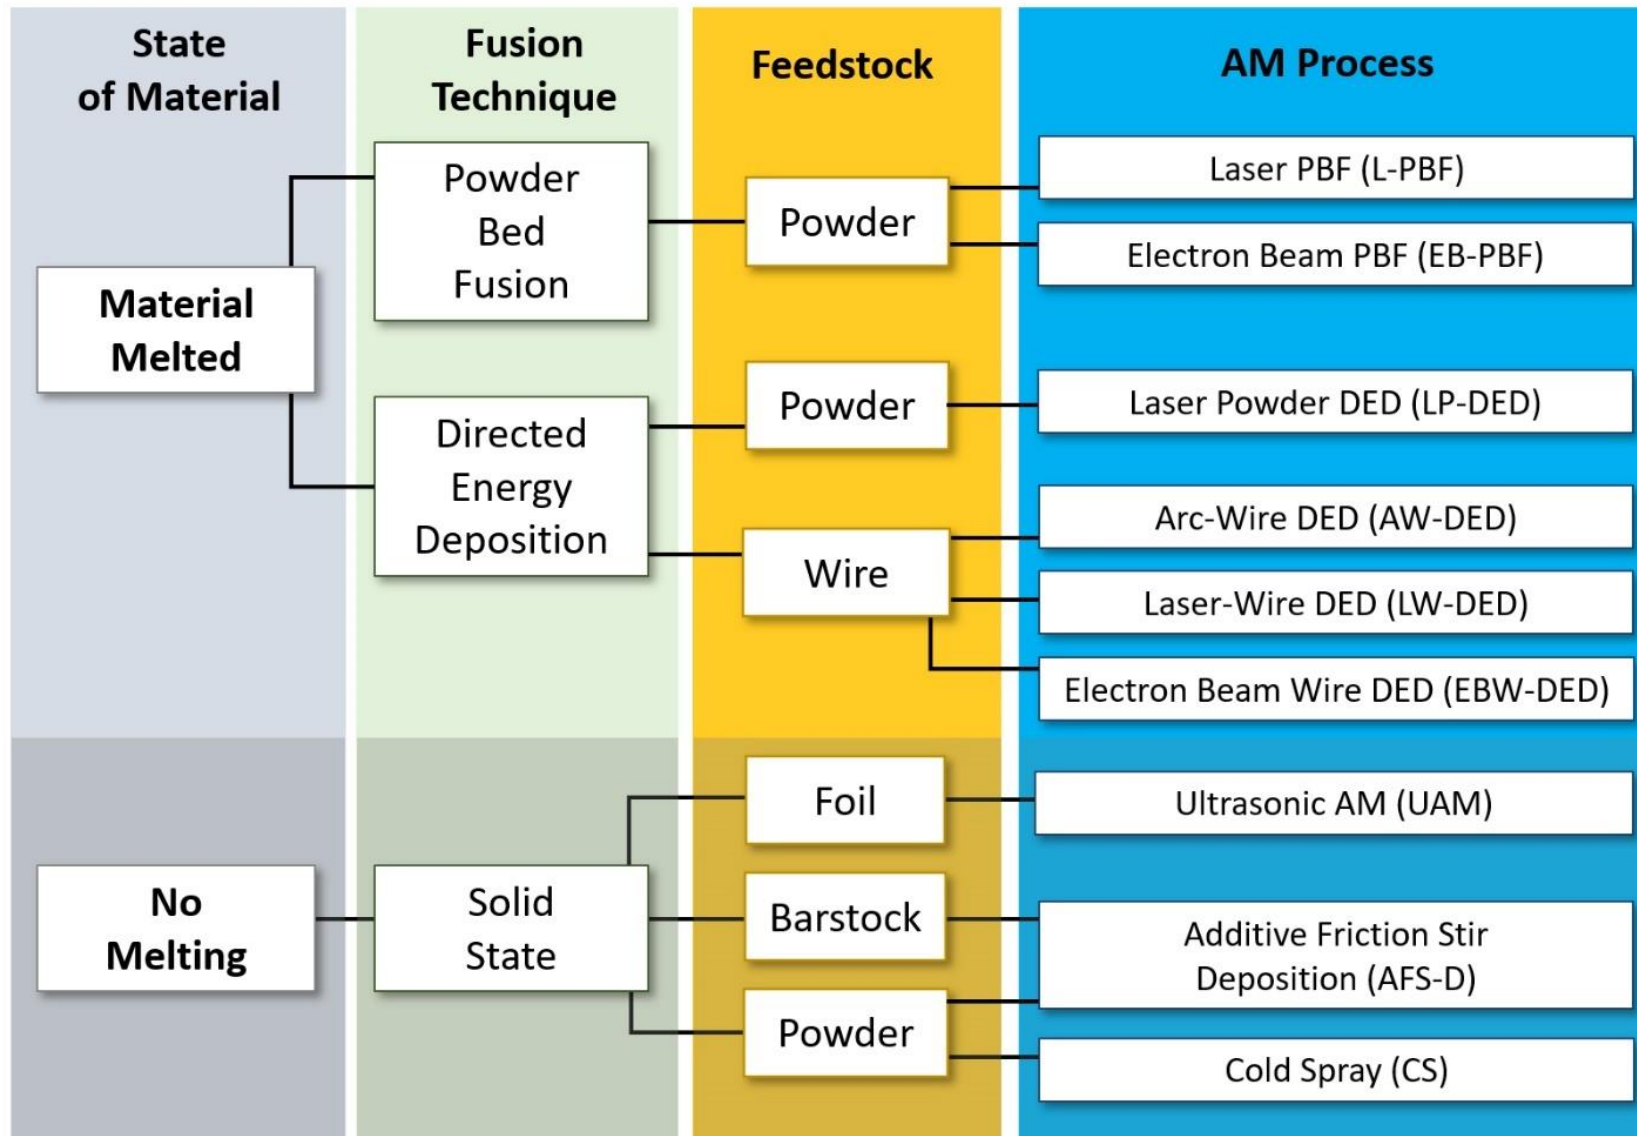 State
of Material
Fusion
Technique
Feedstock
AM Process
Material
Melted
Powder
Bed
Fusion
Powder
Laser PBF (L-PBF)
Electron Beam PBF (EB-PBF)
Directed
Energy
Deposition
Powder
Laser Powder DED (LP-DED)
Wire
Arc-Wire DED (AW-DED)
Laser-Wire DED (LW-DED)
Electron Beam Wire DED (EBW-DED)
No
Melting
Solid
State
Foil
Ultrasonic AM (UAM)
Barstock
Additive Friction Stir
Deposition (AFS-D)
Powder
Cold Spray (CS)